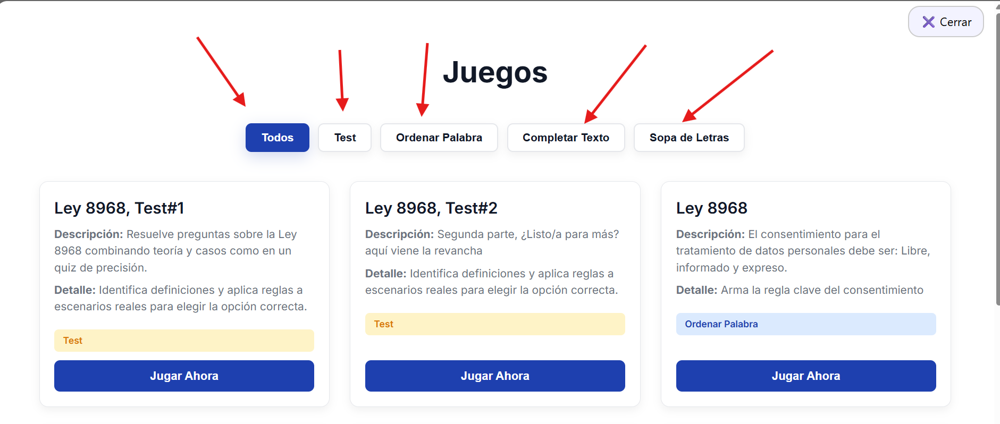 Cerrar
Juegos
Todos
Test
Ordenar Palabra
Completar Texto
Sopa de Letras
Ley 8968, Test#1
Descripción: Resuelve preguntas sobre la Ley
8968 combinando teoría y casos como en un
quiz de precisión.
Detalle: Identifica definiciones y aplica reglas a
escenarios reales para elegir la opción correcta.
Test
Jugar Ahora
Ley 8968, Test#2
Descripción: Segunda parte, ¿Listo/a para más?
aquí viene la revancha
Detalle: Identifica definiciones y aplica reglas a
escenarios reales para elegir la opción correcta.
Test
Jugar Ahora
Ley 8968
Descripción: El consentimiento para el
tratamiento de datos personales debe ser: Libre,
informado y expreso.
Detalle: Arma la regla clave del consentimiento
Ordenar Palabra
Jugar Ahora